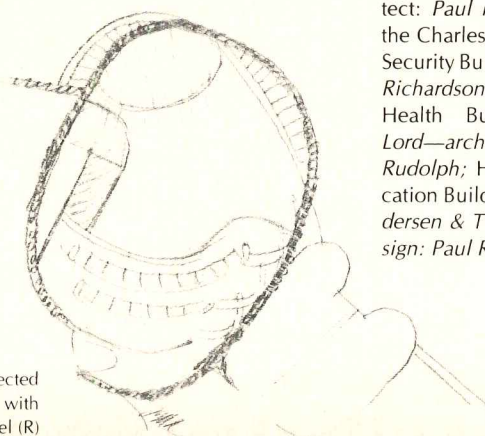 tect: Paul
the Charles
Security Bu
Richardson
Health Bu
Lord—arch
Rudolph; H
cation Build
dersen & T
sign: Paul R
ected
with
el (R)